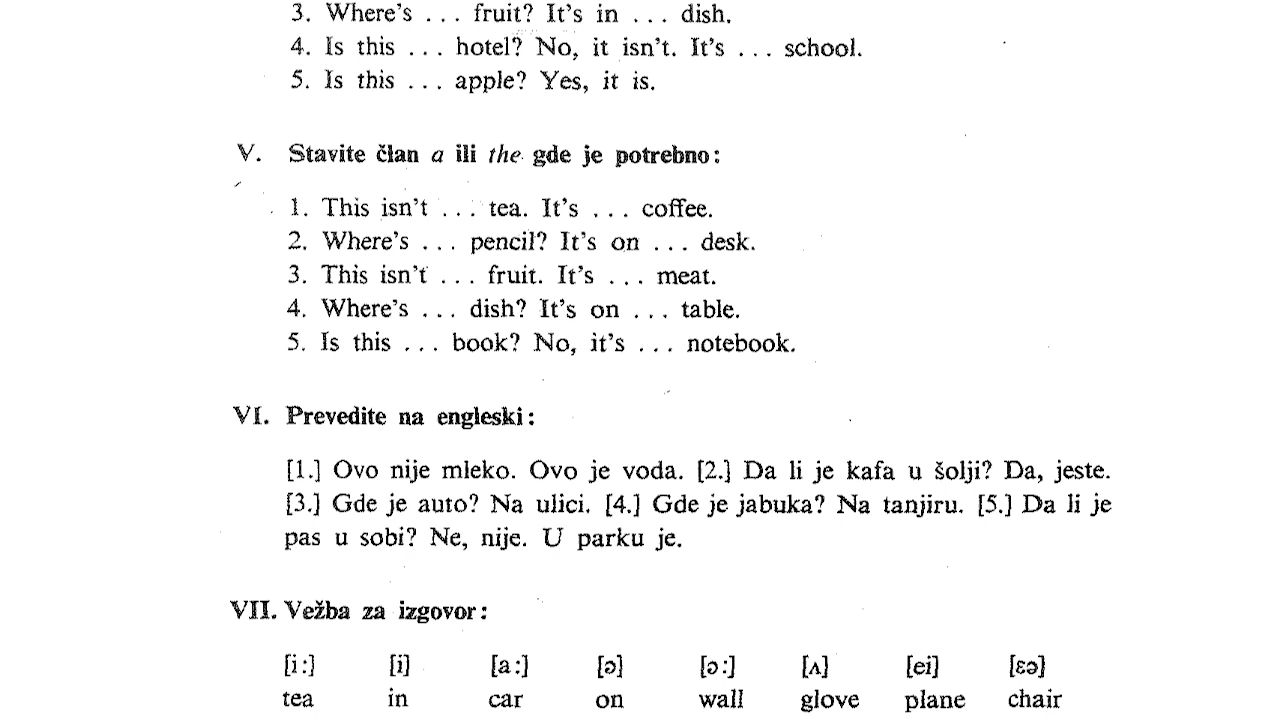 3. Where's ... fruit? It's in ... dish.
4. Is this ... hotel? No, it isn't. It's ... school.
5. Is this ... apple? Yes, it is.
V. Stavite član a ili the gde je potrebno:
1. This isn't ... tea. It's ... coffee.
2. Where's ... pencil? It's on ... desk.
3. This isn't ... fruit. It's ... meat.
4. Where's ... dish? It's on ... table.
5. Is this ... book? No, it's ... notebook.
VI. Prevedite na engleski:
[1.] Ovo nije mleko. Ovo je voda. [2.] Da li je kafa u šolji? Da, jeste.
[3.] Gde je auto? Na ulici. [4.] Gde je jabuka? Na tanjiru. [5.] Da li je
pas u sobi? Ne, nije. U parku je.
VII. Vežba za izgovor:
[i:] [i] [a:] [ɔ] [ɔ:] [ʌ] [ei] [ɛə]
tea in car on wall glove plane chair